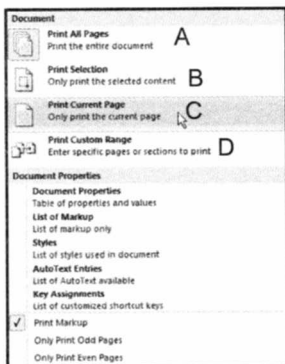 Document
Print All Pages
Print the entire document
A
Print Selection
Only print the selected content
B
Print Current Page
Only print the current page
C
Print Custom Range
Enter specific pages or sections to print
D
Document Properties
Document Properties
Table of properties and values
List of Markup
List of markup only
Styles
List of styles used in document
AutoText Entries
List of AutoText available
Key Assignments
List of customized shortcut keys
Print Markup
Only Print Odd Pages
Only Print Even Pages